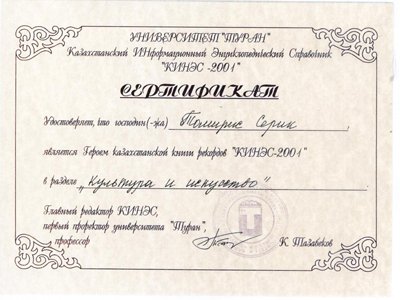 УНИВЕРСИТЕТ "ТУРАН"
Казахстанский ИНформационный Энциклопедический Справочник
"КИНЭС -2001"
СЕРТИФИКАТ
Удостоверяет, что господин(-жа) Томирис Серик
является Героем казахстанской книги рекордов "КИНЭС-2001"
в разделе „Культура и искусство"
Главный редактор КИНЭС,
первый проректор университета "Туран",
профессор К. Тазабеков